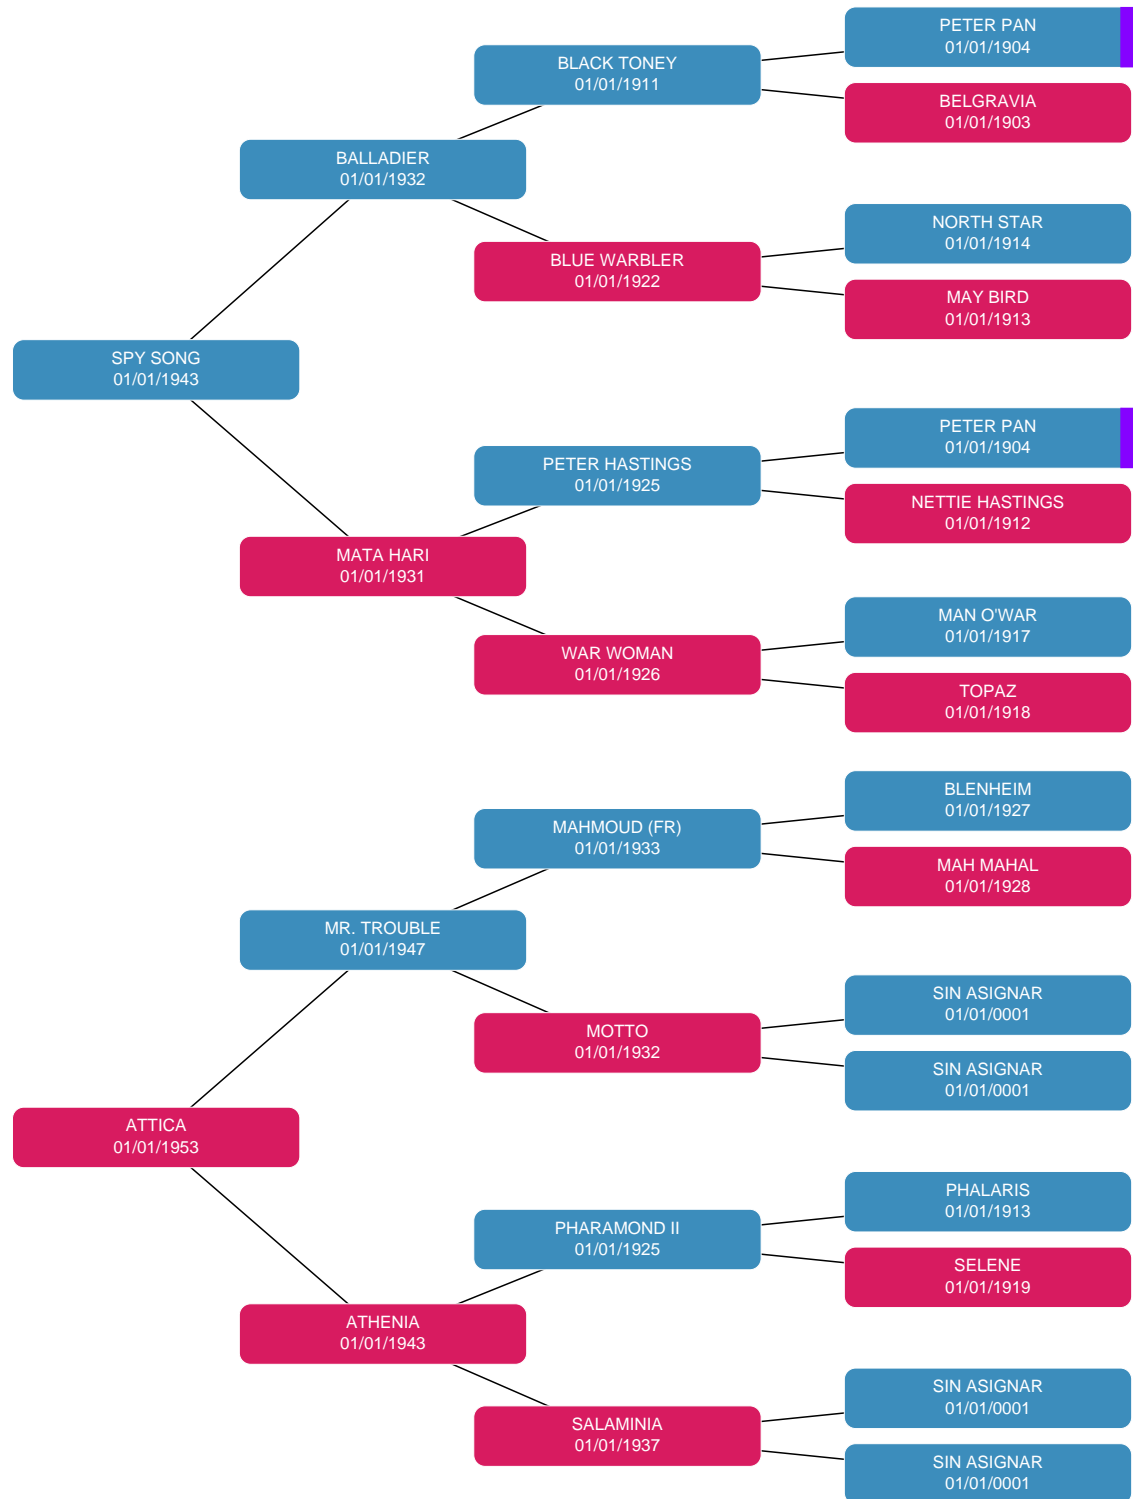 PETER PAN
01/01/1904
BLACK TONEY
01/01/1911
BELGRAVIA
01/01/1903
BALLADIER
01/01/1932
NORTH STAR
01/01/1914
BLUE WARBLER
01/01/1922
MAY BIRD
01/01/1913
SPY SONG
01/01/1943
PETER PAN
01/01/1904
PETER HASTINGS
01/01/1925
NETTIE HASTINGS
01/01/1912
MATA HARI
01/01/1931
MAN O'WAR
01/01/1917
WAR WOMAN
01/01/1926
TOPAZ
01/01/1918
BLENHEIM
01/01/1927
MAHMOUD (FR)
01/01/1933
MAH MAHAL
01/01/1928
MR. TROUBLE
01/01/1947
SIN ASIGNAR
01/01/0001
MOTTO
01/01/1932
SIN ASIGNAR
01/01/0001
ATTICA
01/01/1953
PHALARIS
01/01/1913
PHARAMOND II
01/01/1925
SELENE
01/01/1919
ATHENIA
01/01/1943
SIN ASIGNAR
01/01/0001
SALAMINIA
01/01/1937
SIN ASIGNAR
01/01/0001